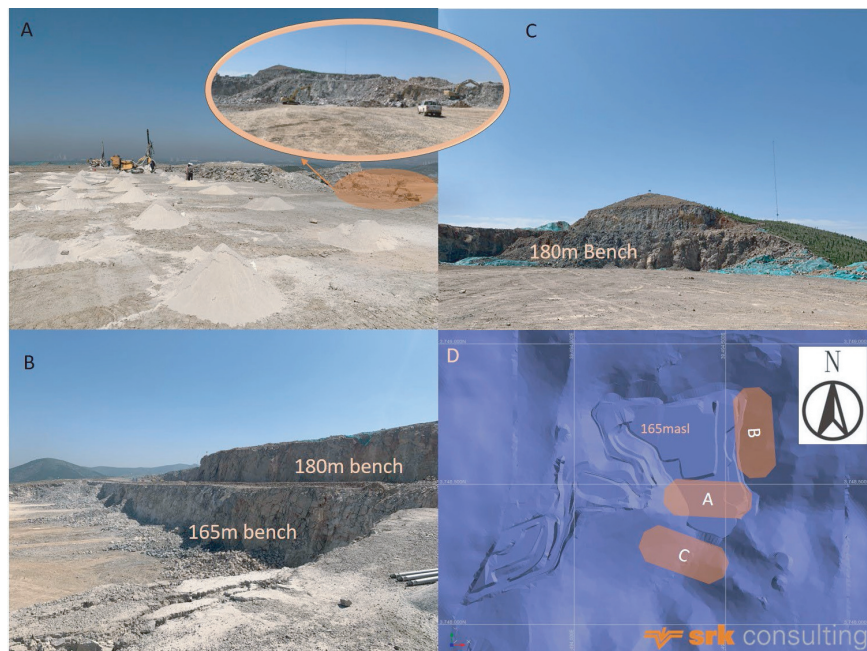 A
C
180m Bench
B
180m bench
165m bench
D
N
165masl
B
A
C
srk consulting